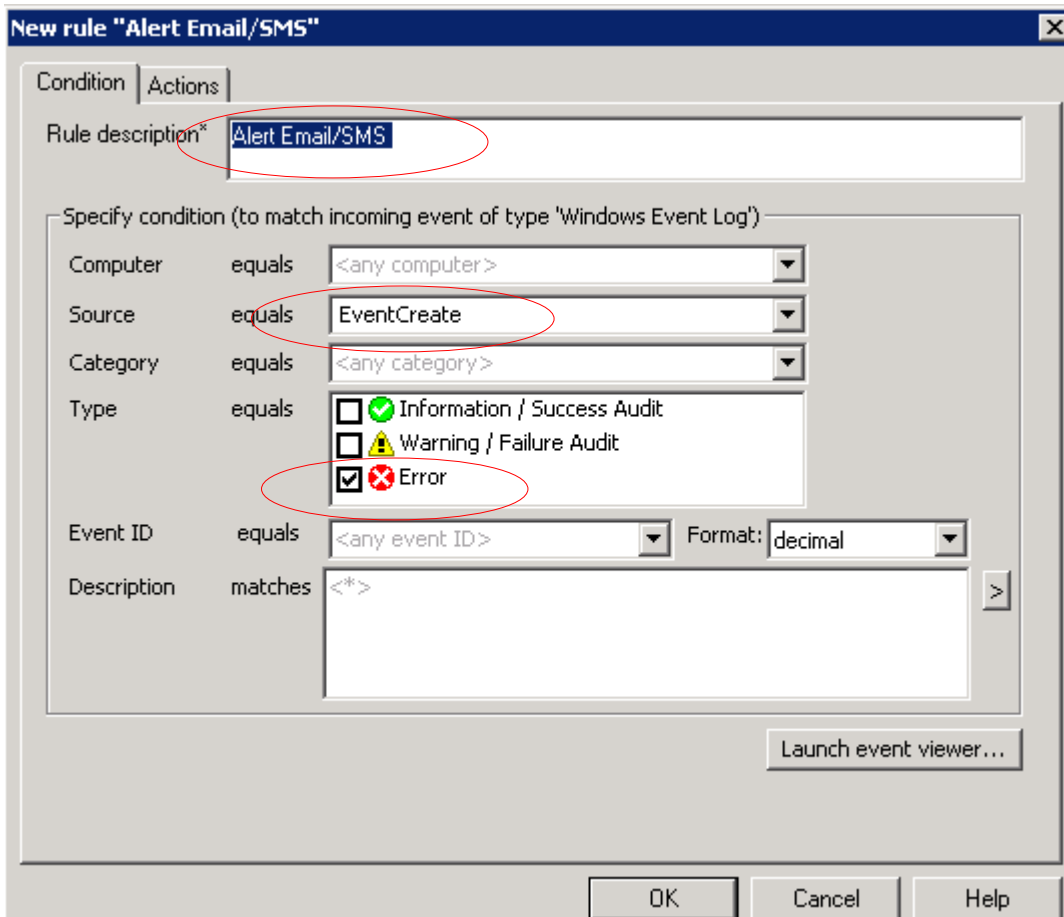 New rule "Alert Email/SMS"
Condition Actions
Rule description* Alert Email/SMS
Specify condition (to match incoming event of type 'Windows Event Log')
Computer equals <any computer>
Source equals EventCreate
Category equals <any category>
Type equals Information / Success Audit
Warning / Failure Audit
Error
Event ID equals <any event ID> Format: decimal
Description matches <*> >
Launch event viewer...
OK Cancel Help